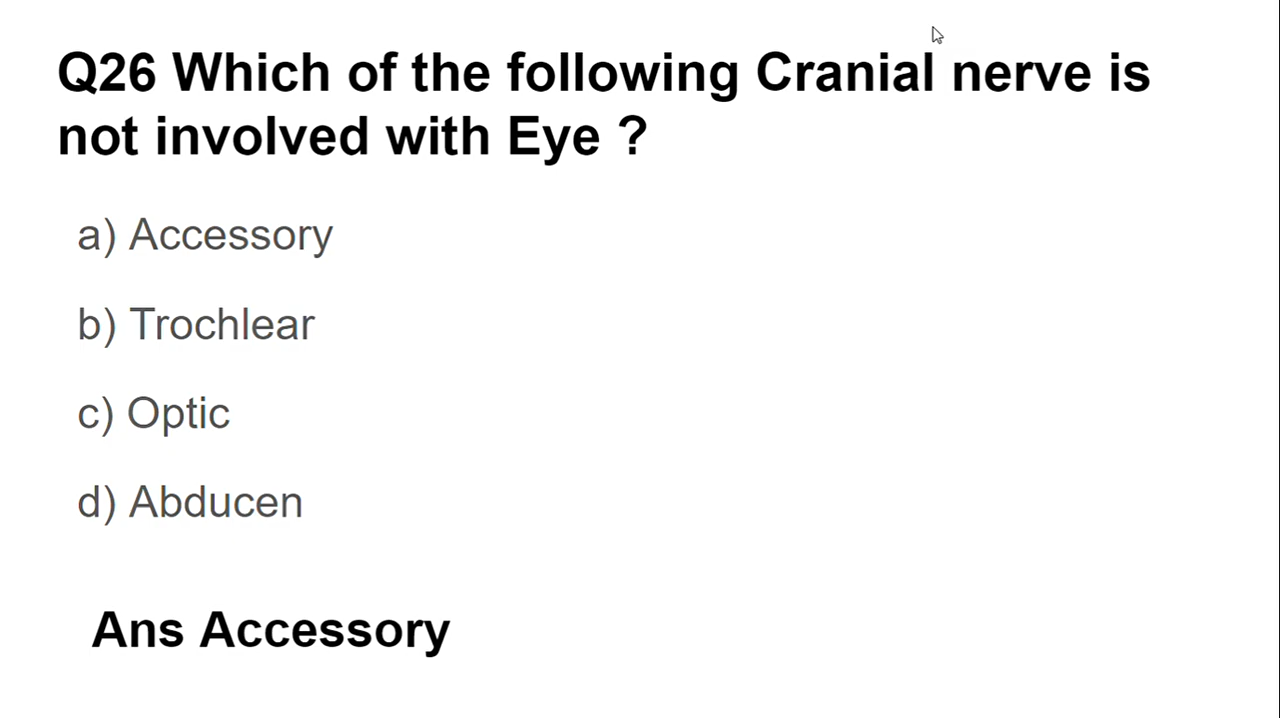 Q26 Which of the following Cranial nerve is
not involved with Eye ?
a) Accessory
b) Trochlear
c) Optic
d) Abducen
Ans Accessory